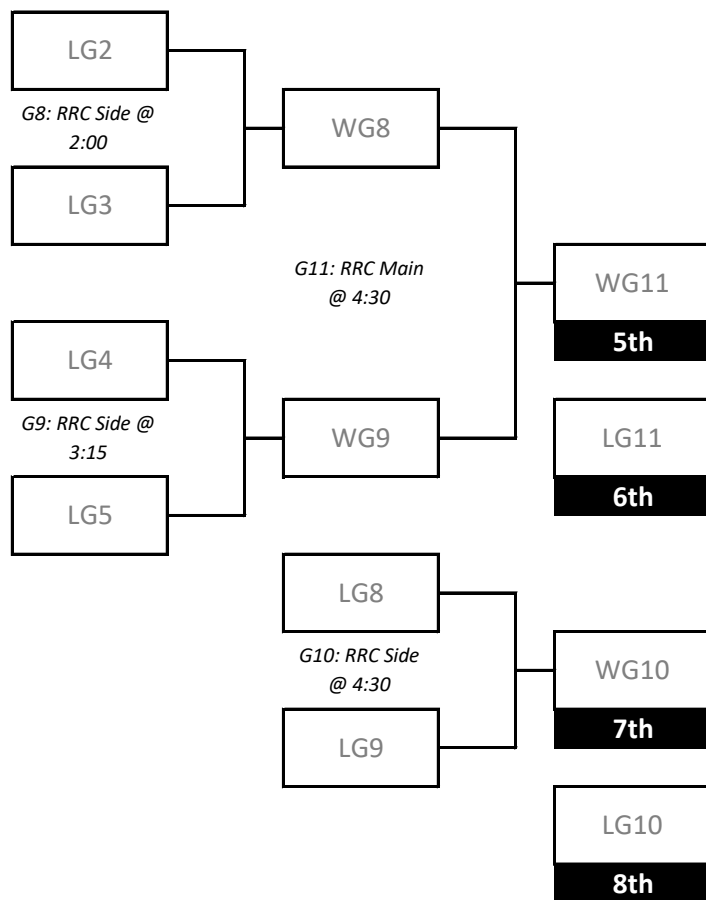 LG2
G8: RRC Side @
2:00
LG3
WG8
G11: RRC Main
@ 4:30
WG11
5th
LG4
G9: RRC Side @
3:15
LG5
WG9
LG11
6th
LG8
G10: RRC Side
@ 4:30
LG9
WG10
7th
LG10
8th